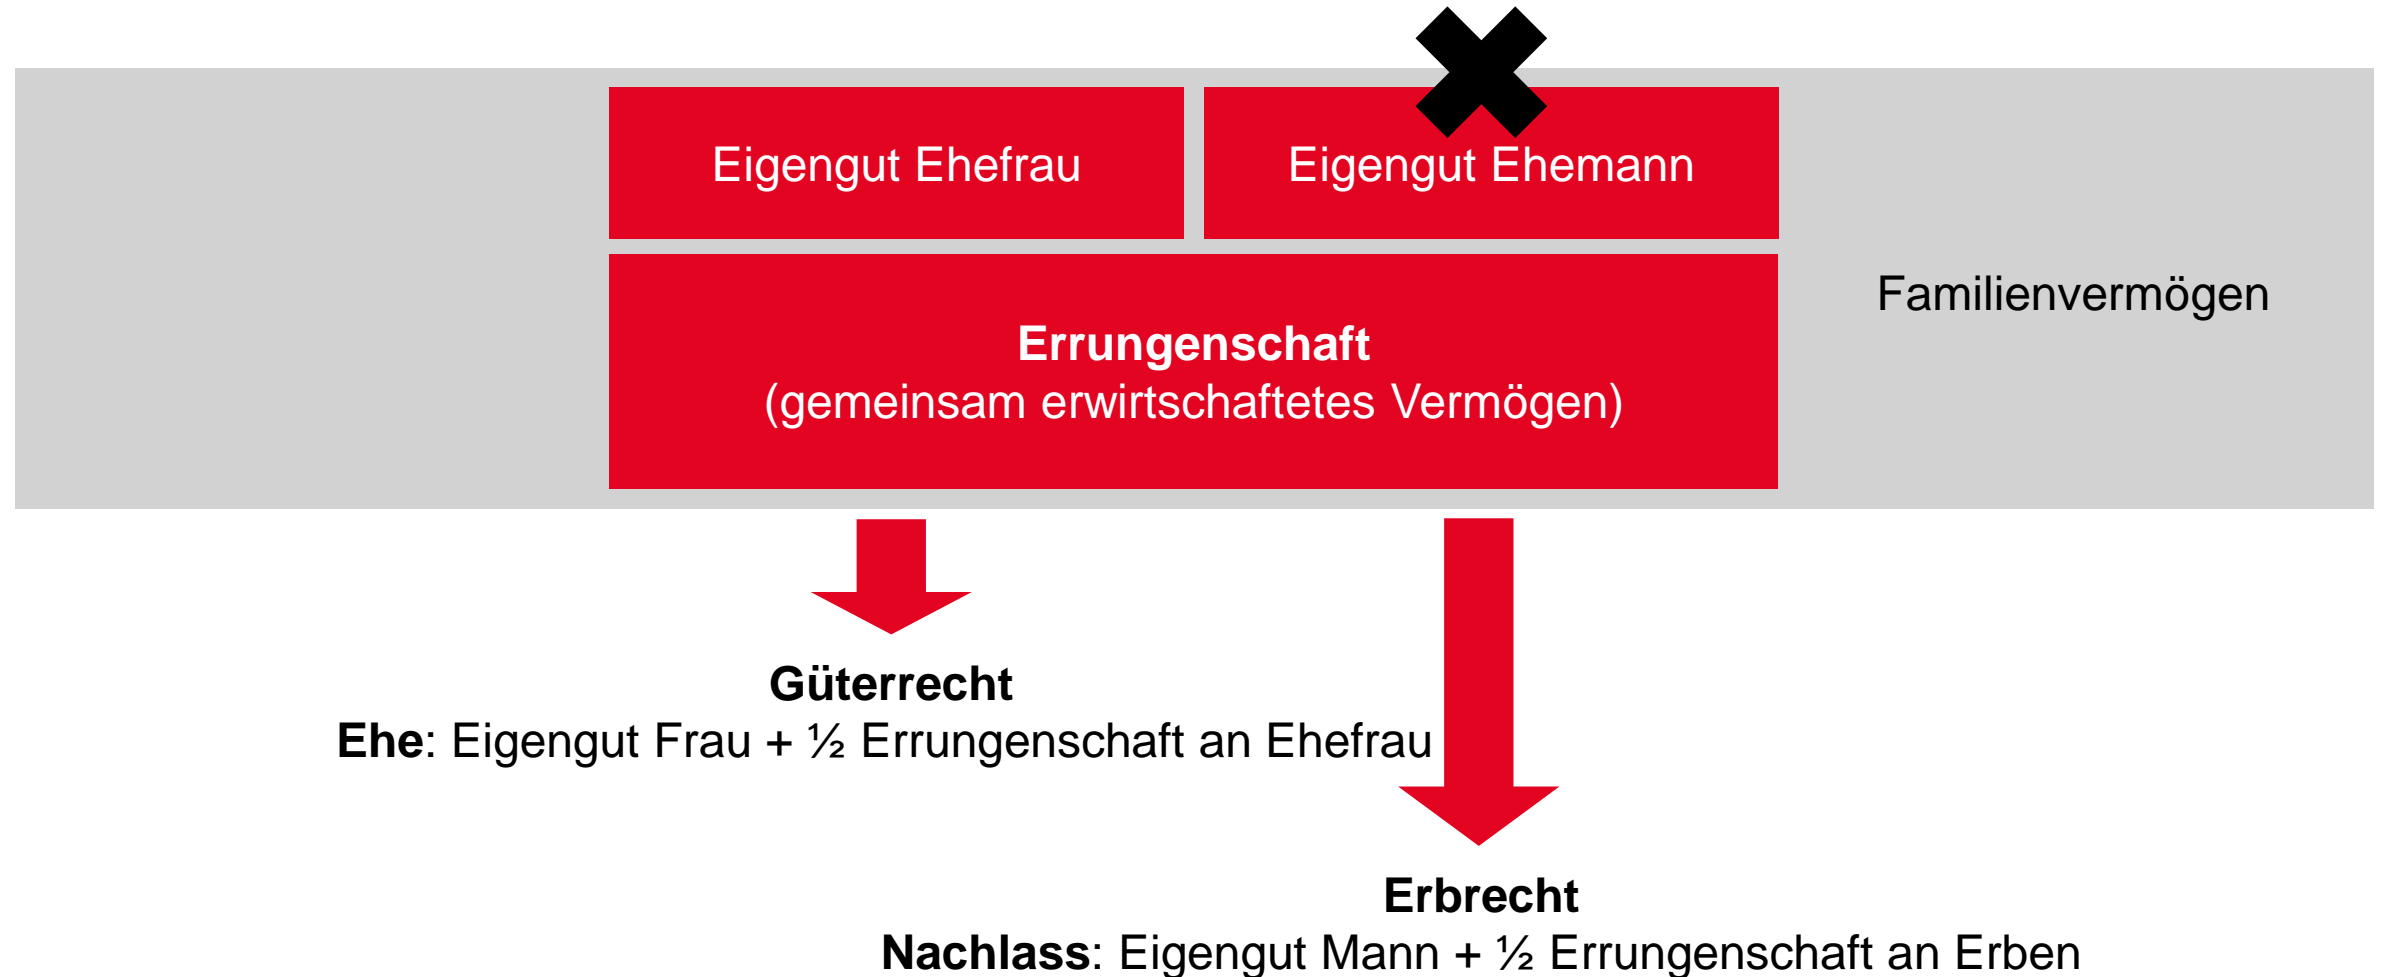 Eigengut Ehefrau
Eigengut Ehemann
Errungenschaft
(gemeinsam erwirtschaftetes Vermögen)
Familienvermögen
Güterrecht
Ehe: Eigengut Frau + ½ Errungenschaft an Ehefrau
Erbrecht
Nachlass: Eigengut Mann + ½ Errungenschaft an Erben